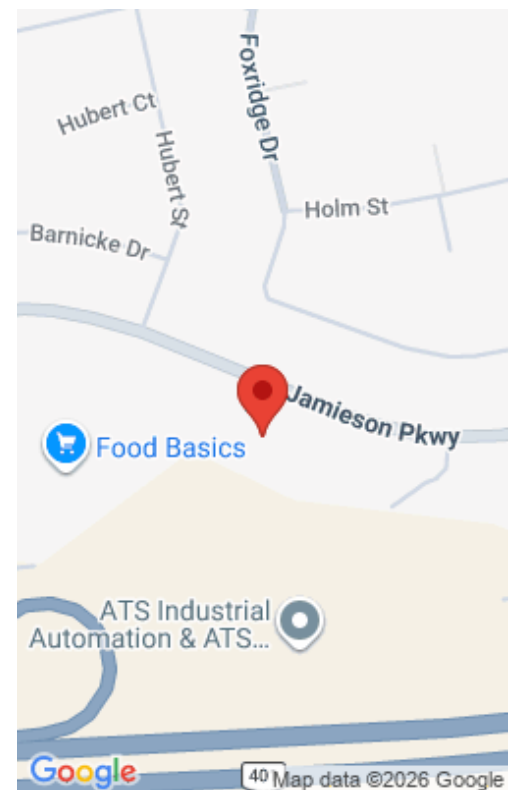 Foxridge Dr
Hubert Ct
Hubert St
Holm St
Barnicke Dr
Jamieson Pkwy
Food Basics
ATS Industrial
Automation & ATS...
Google
40
Map data ©2026 Google